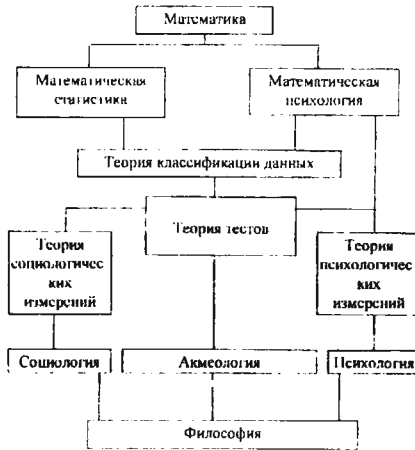 Математика
Математическая
статистика
Математическая
психология
Теория классификации данных
Теория тестов
Теория
социологичес
ких
измерений
Теория
психологичес
ких
измерений
Социология
Акмеология
Психология
Философия